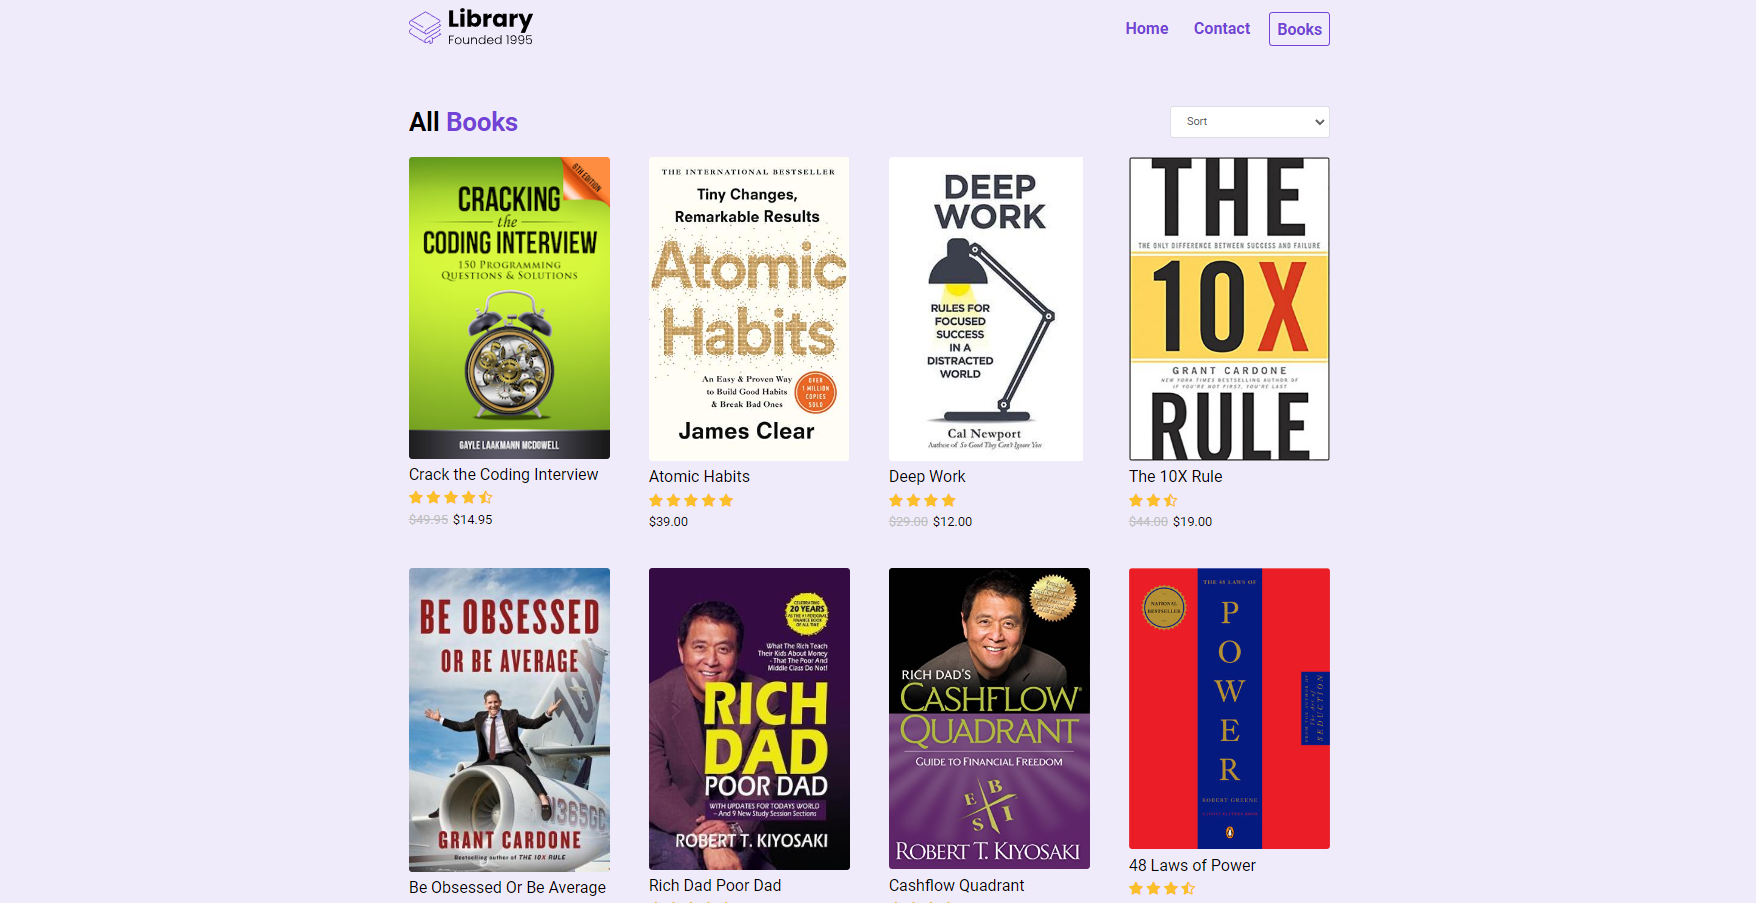 Library
Founded 1995
Home
Contact
Books
All Books
Sort
6TH EDITION
CRACKING
the
CODING INTERVIEW
150 PROGRAMMING
QUESTIONS & SOLUTIONS
GAYLE LAAKMANN MCDOWELL
Crack the Coding Interview
$49.95 $14.95
THE INTERNATIONAL BESTSELLER
Tiny Changes,
Remarkable Results
Atomic
Habits
An Easy & Proven Way
to Build Good Habits
& Break Bad Ones
OVER
1 MILLION
COPIES
SOLD
James Clear
Atomic Habits
$39.00
DEEP
WORK
RULES FOR
FOCUSED
SUCCESS
IN A
DISTRACTED
WORLD
Cal Newport
Author of So Good They Can't Ignore You
Deep Work
$29.00 $12.00
THE
THE ONLY DIFFERENCE BETWEEN SUCCESS AND FAILURE
10X
GRANT CARDONE
NEW YORK TIMES BESTSELLING AUTHOR OF
IF YOU'RE NOT FIRST, YOU'RE LAST
RULE
The 10X Rule
$44.00 $19.00
BE OBSESSED
OR BE AVERAGE
N365GC
GRANT CARDONE
Bestselling author of THE 10X RULE
Be Obsessed Or Be Average
CELEBRATING
20 YEARS
AS THE #1 PERSONAL
FINANCE BOOK
OF ALL TIME
What The Rich Teach
Their Kids About Money
- That The Poor And
Middle Class Do Not!
RICH
DAD
POOR DAD
WITH UPDATES FOR TODAYS WORLD
- And 9 New Study Session Sections
ROBERT T. KIYOSAKI
Rich Dad Poor Dad
RICH DAD'S
CASHFLOW
QUADRANT
GUIDE TO FINANCIAL FREEDOM
E B
S I
ROBERT T. KIYOSAKI
Cashflow Quadrant
THE 48 LAWS OF
POWER
NATIONAL
BESTSELLER
FROM THE AUTHOR OF
The Art of
SEDUCTION
ROBERT GREENE
48 Laws of Power